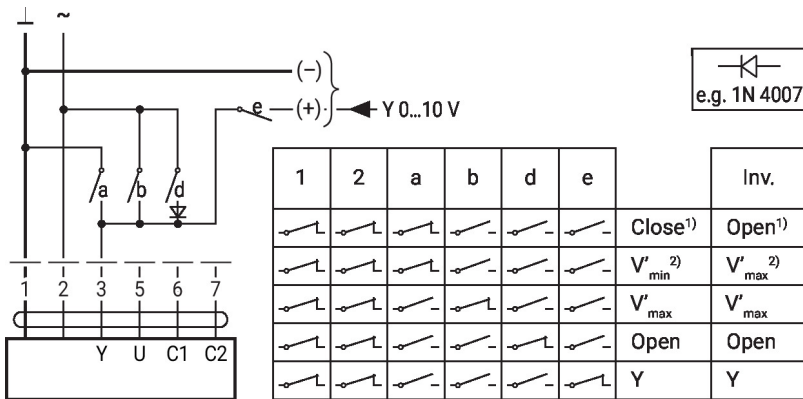 ⊥ ~
(–)
e (+) Y 0...10 V
e.g. 1N 4007
a b d
1 2 3 5 6 7
Y U C1 C2
1 2 a b d e Inv.
Close¹⁾ Open¹⁾
V'min²⁾ V'max²⁾
V'max V'max
Open Open
Y Y